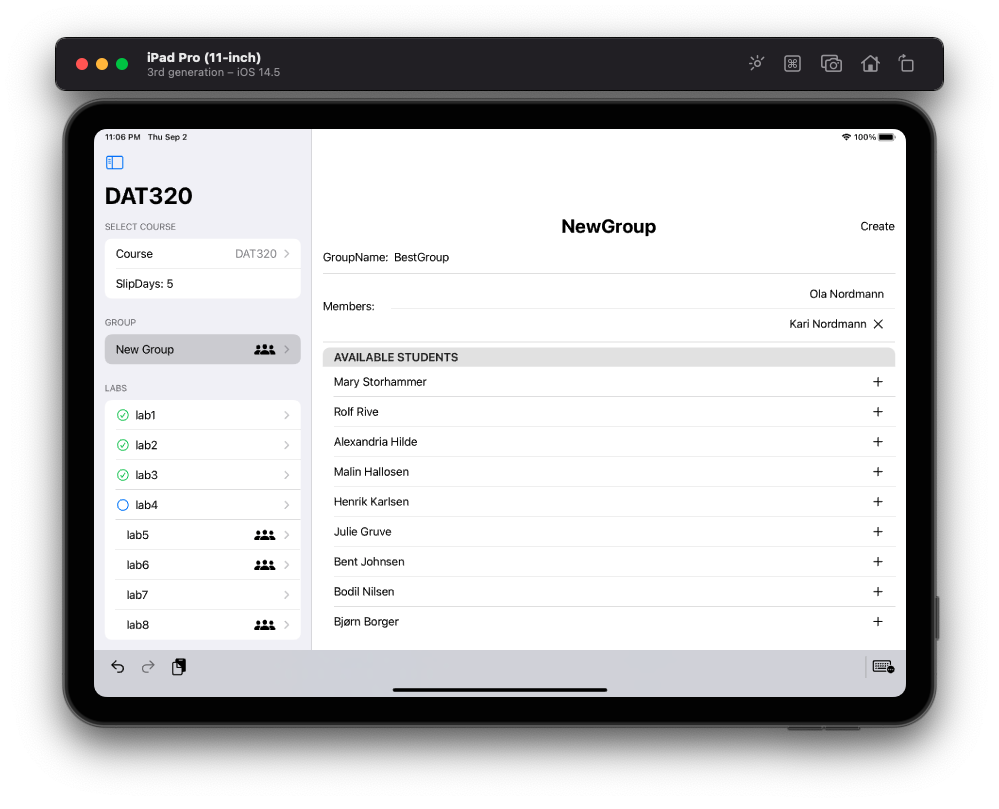 iPad Pro (11-inch)
3rd generation – iOS 14.5
11:06 PM Thu Sep 2
100%
DAT320
SELECT COURSE
Course DAT320
SlipDays: 5
GROUP
New Group
LABS
lab1
lab2
lab3
lab4
lab5
lab6
lab7
lab8
NewGroup
Create
GroupName: BestGroup
Members:
Ola Nordmann
Kari Nordmann
AVAILABLE STUDENTS
Mary Storhammer
Rolf Rive
Alexandria Hilde
Malin Hallosen
Henrik Karlsen
Julie Gruve
Bent Johnsen
Bodil Nilsen
Bjørn Borger